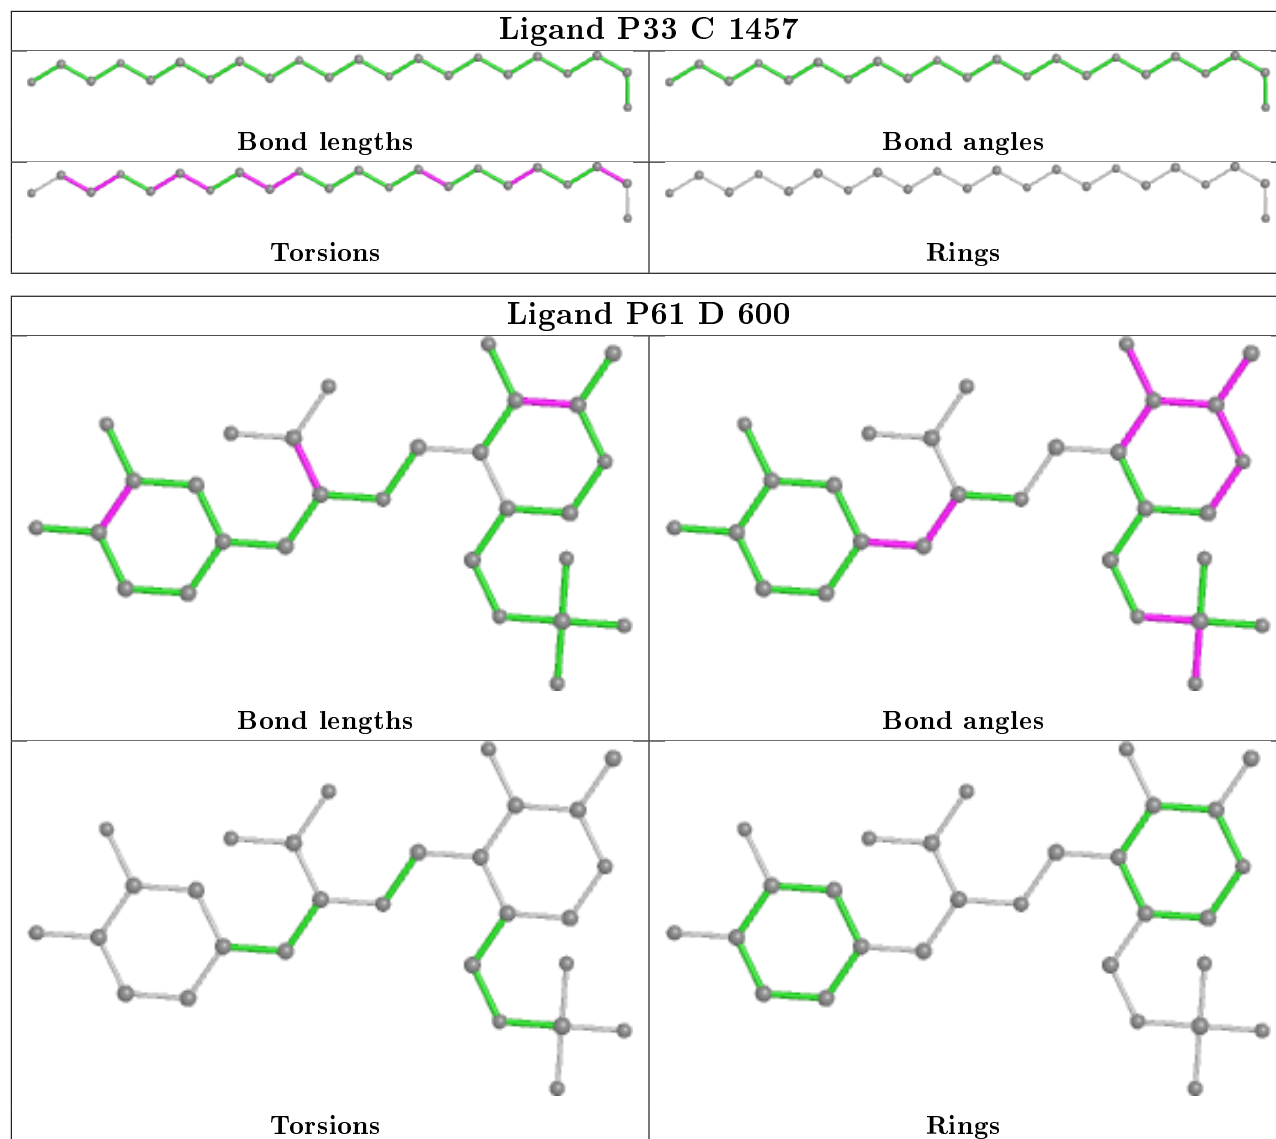 Ligand P33 C 1457
Bond lengths
Bond angles
Torsions
Rings
Ligand P61 D 600
Bond lengths
Bond angles
Torsions
Rings